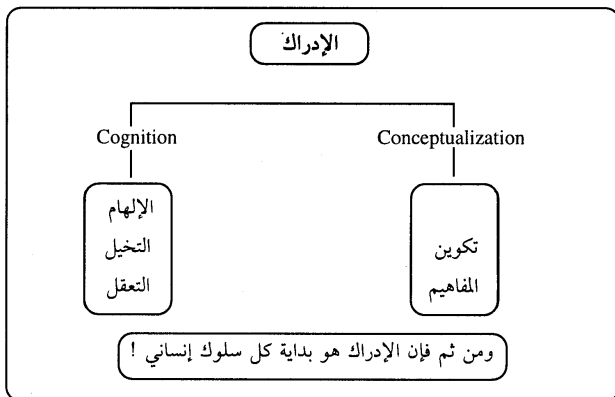 الإدراك
Conceptualization
Cognition
تكوين
المفاهيم
الإلهام
التخيل
التعقل
ومن ثم فإن الإدراك هو بداية كل سلوك إنساني !